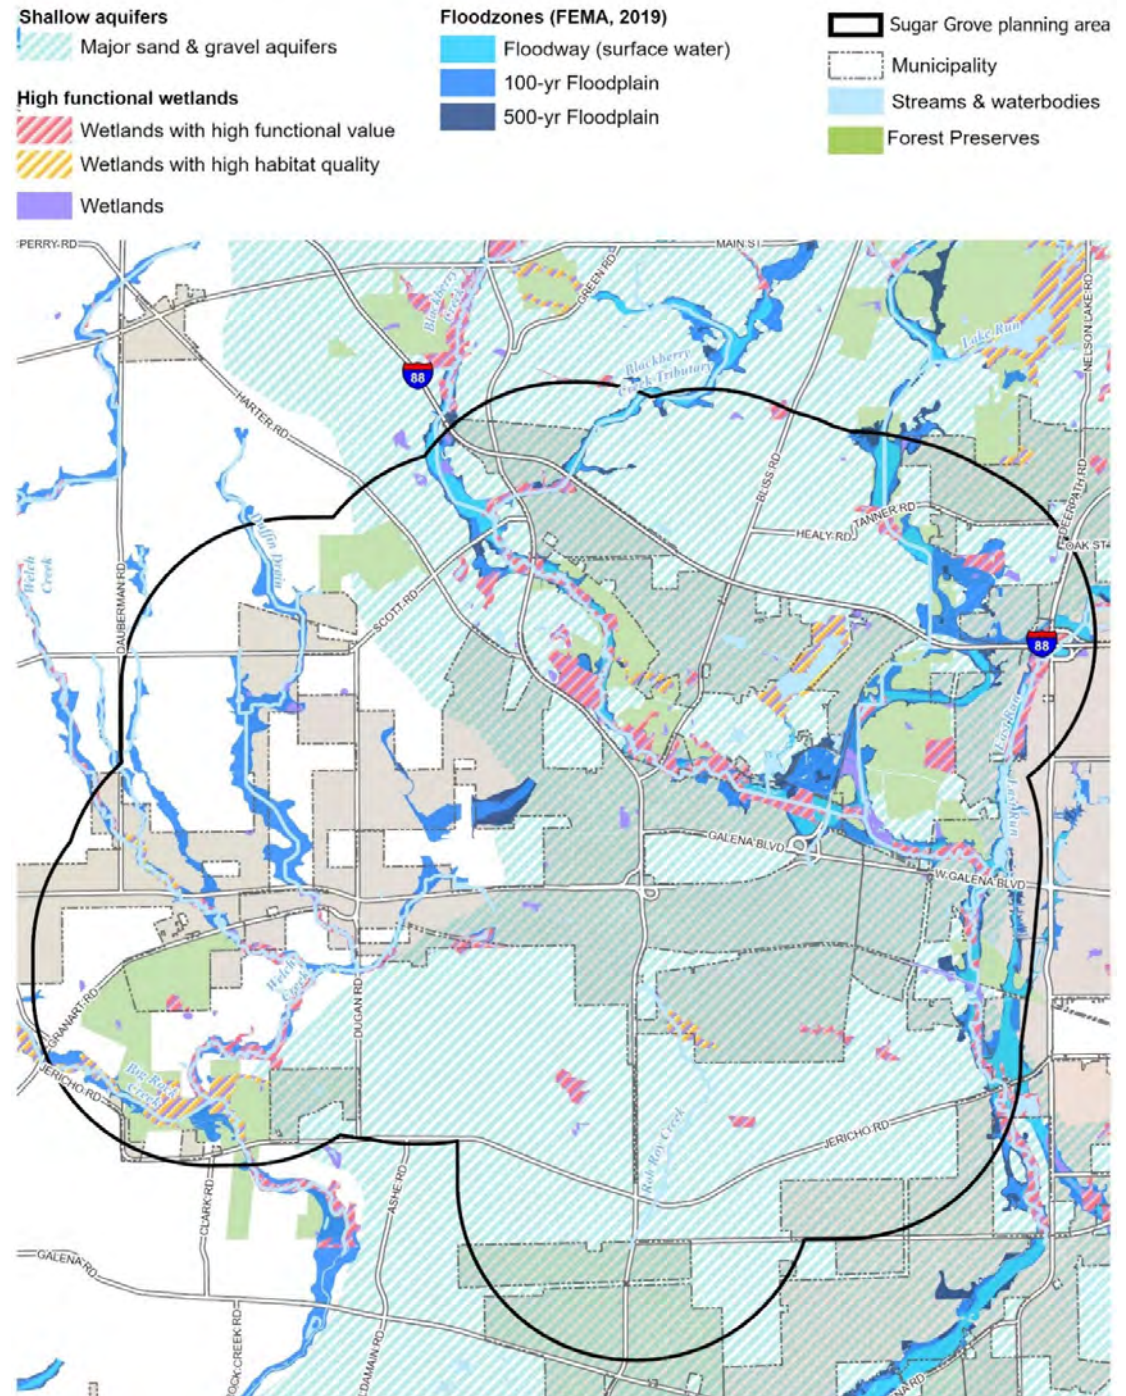 Shallow aquifers
Major sand & gravel aquifers
High functional wetlands
Wetlands with high functional value
Wetlands with high habitat quality
Wetlands
Floodzones (FEMA, 2019)
Floodway (surface water)
100-yr Floodplain
500-yr Floodplain
Sugar Grove planning area
Municipality
Streams & waterbodies
Forest Preserves
PERRY RD
MAIN ST
GREEN RD
Blackberry
Creek
NELSON LAKE RD
Lake Run
Blackberry
Creek Tributary
88
HARTER RD
BLISS RD
DEERPATH RD
TANNER RD
HEALY RD
OAK ST
Duffin Drain
Welch
Creek
DAUBERMAN RD
SCOTT RD
88
Lake Run
GALENA BLVD
W GALENA BLVD
Welch
Creek
DUGAN RD
GRANART RD
JERICHO RD
Big Rock
Creek
JERICHO RD
Rob Roy Creek
ASHE RD
CLARK RD
GALENA RD